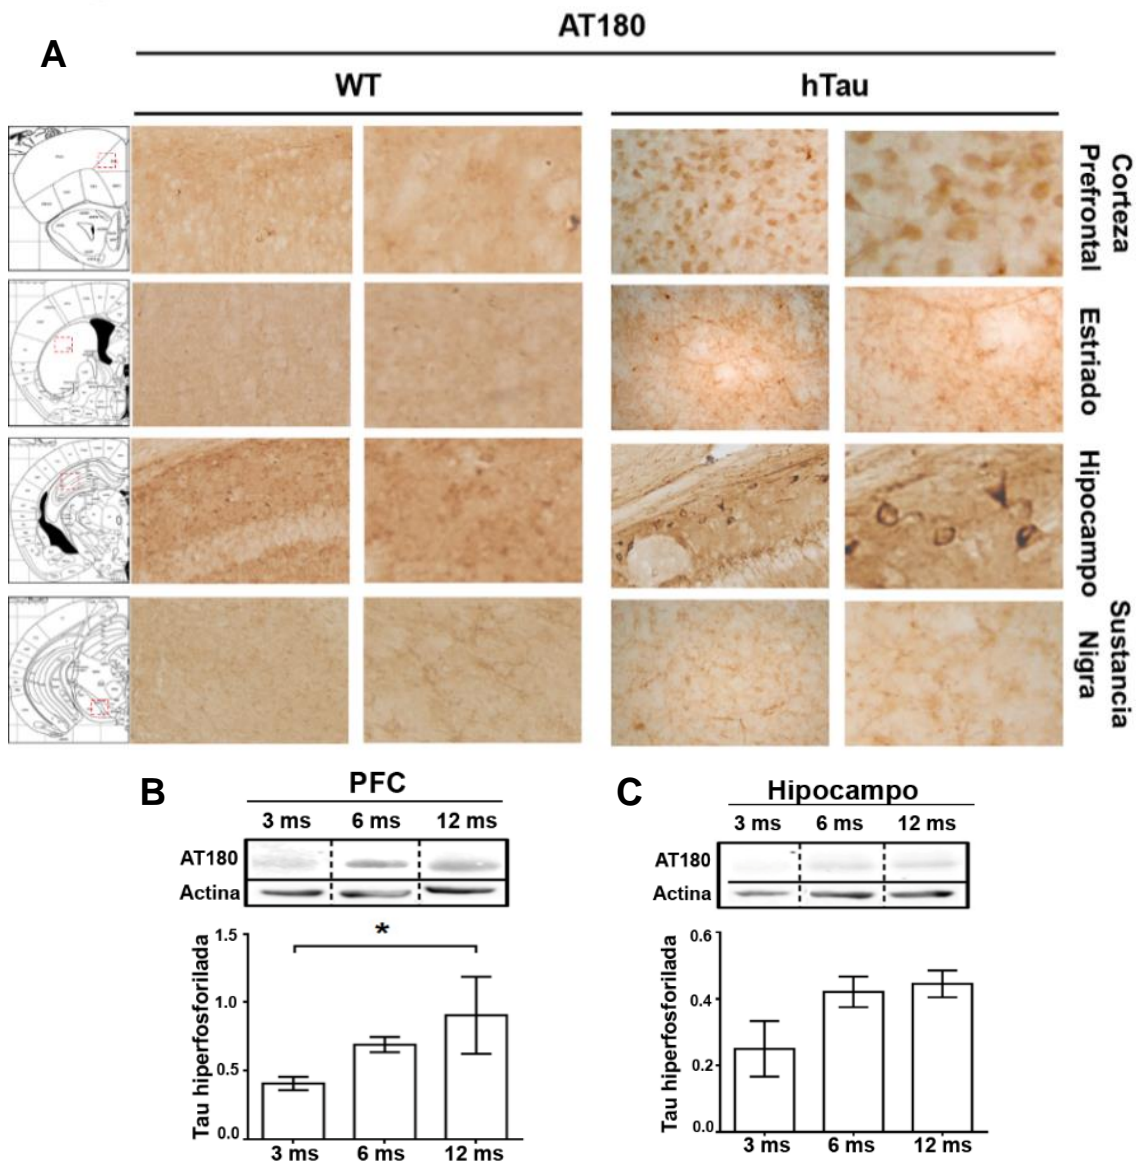 AT180
A
WT
hTau
Corteza
Prefrontal
Estriado
Hipocampo
Sustancia
Nigra
B
PFC
3 ms 6 ms 12 ms
AT180
Actina
Tau hiperfosforilada
1.5
1.0
0.5
0.0
*
3 ms 6 ms 12 ms
C
Hipocampo
3 ms 6 ms 12 ms
AT180
Actina
Tau hiperfosforilada
0.6
0.4
0.2
0.0
3 ms 6 ms 12 ms